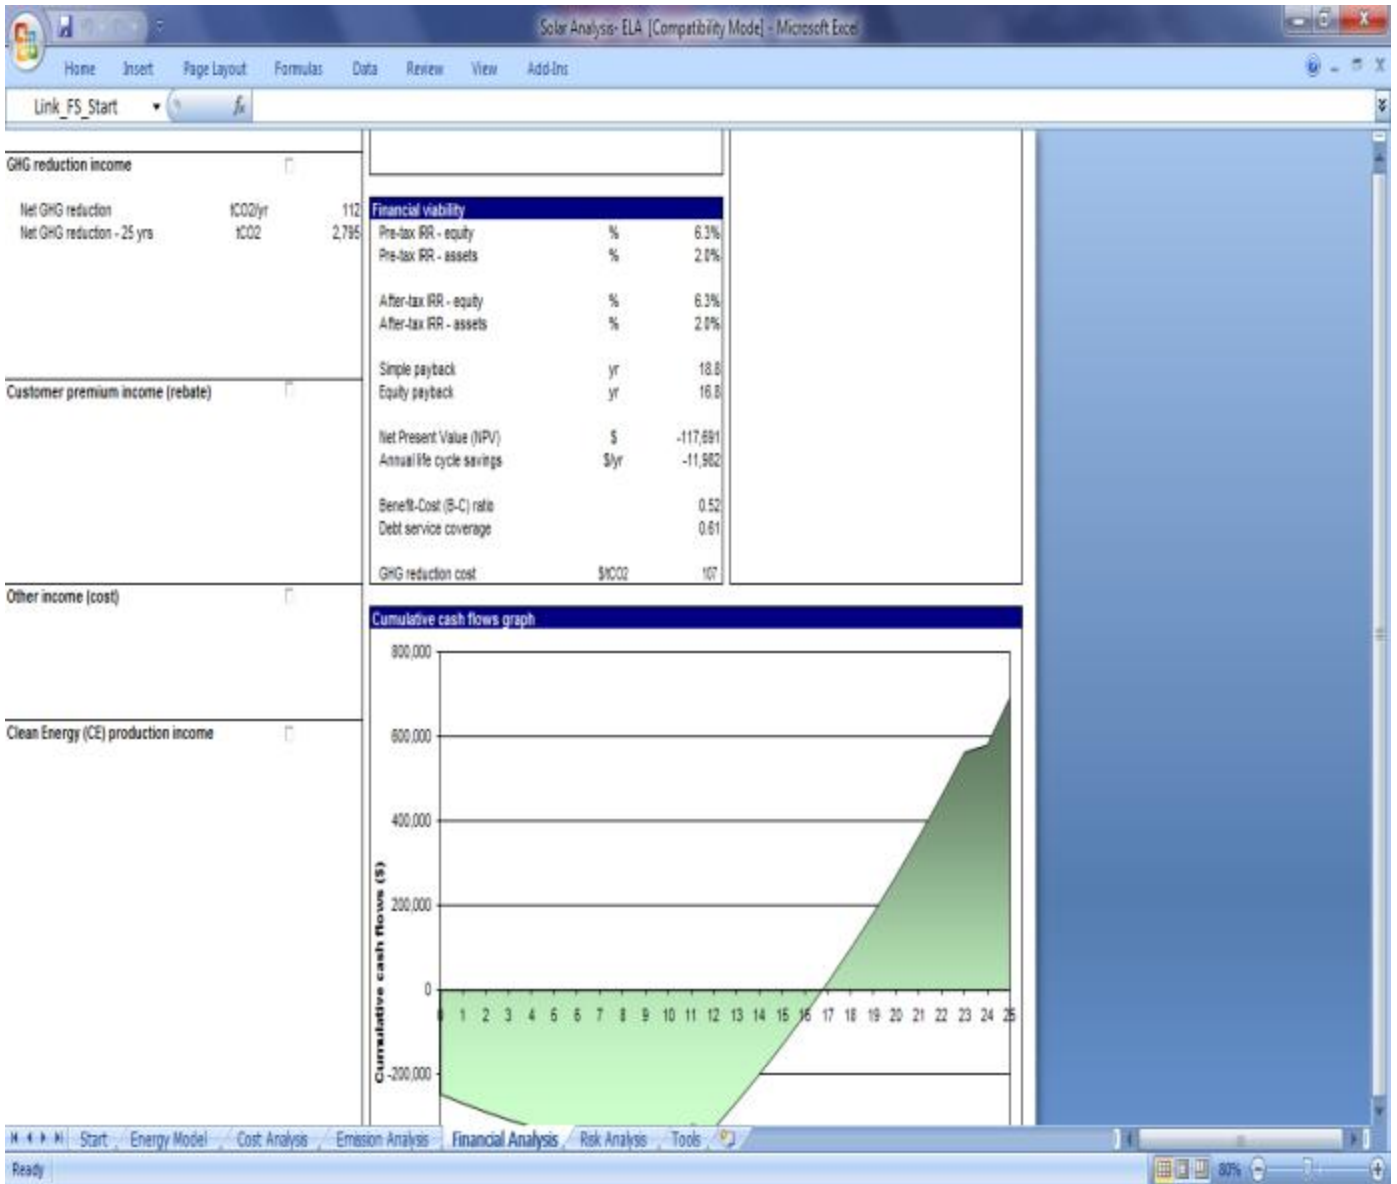 Solar Analysis- ELA [Compatibility Mode] - Microsoft Excel
Home Insert Page Layout Formulas Data Review View Add-Ins
Link_FS_Start fx
GHG reduction income
Net GHG reduction tCO2/yr 112
Net GHG reduction - 25 yrs tCO2 2,795
Customer premium income (rebate)
Other income (cost)
Clean Energy (CE) production income
Financial viability
Pre-tax IRR - equity % 6.3%
Pre-tax IRR - assets % 2.0%
After-tax IRR - equity % 6.3%
After-tax IRR - assets % 2.0%
Simple payback yr 18.8
Equity payback yr 16.8
Net Present Value (NPV) $ -117,691
Annual life cycle savings $/yr -11,982
Benefit-Cost (B-C) ratio 0.52
Debt service coverage 0.61
GHG reduction cost $/tCO2 107
Cumulative cash flows graph
Cumulative cash flows ($)
800,000
600,000
400,000
200,000
0
-200,000
0 1 2 3 4 5 6 7 8 9 10 11 12 13 14 15 16 17 18 19 20 21 22 23 24 25
Start Energy Model Cost Analysis Emission Analysis Financial Analysis Risk Analysis Tools
Ready 80%